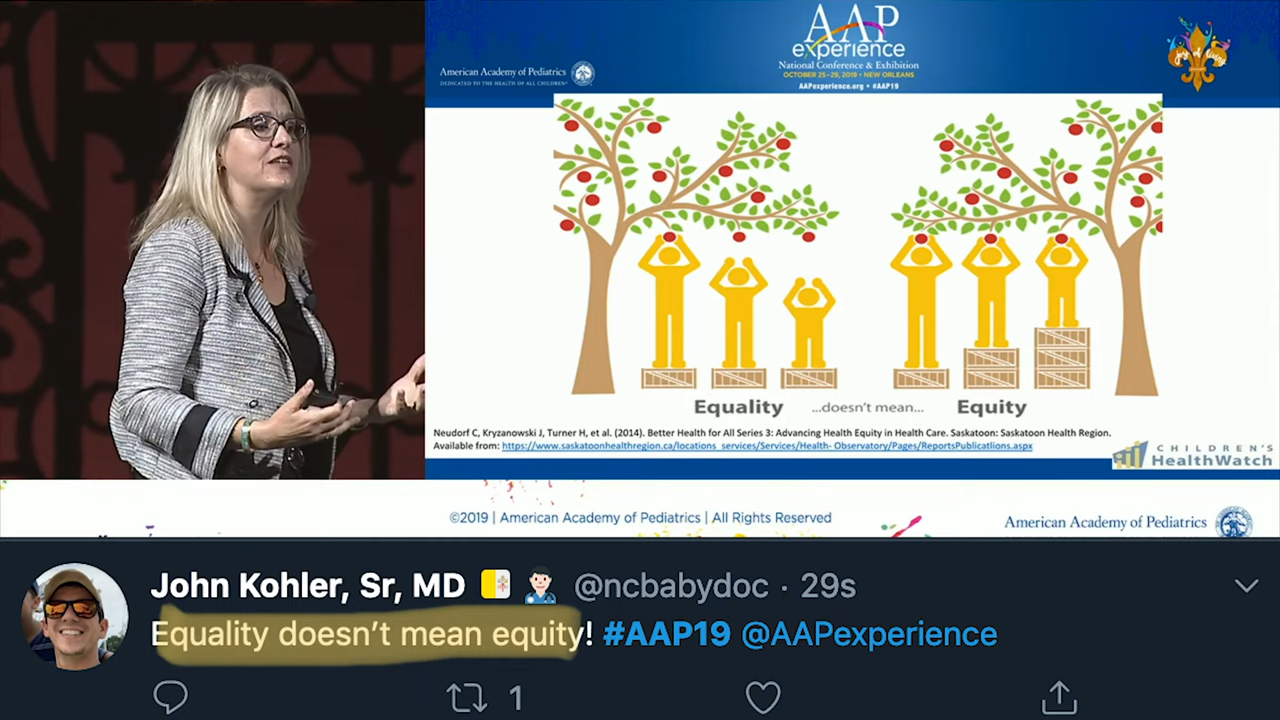 AAP
experience
National Conference & Exhibition
OCTOBER 25-29, 2019 • NEW ORLEANS
AAPexperience.org • #AAP19
American Academy of Pediatrics
DEDICATED TO THE HEALTH OF ALL CHILDREN®
joy of living
Equality ...doesn't mean... Equity
Neudorf C, Kryzanowski J, Turner H, et al. (2014). Better Health for All Series 3: Advancing Health Equity in Health Care. Saskatoon: Saskatoon Health Region.
Available from: https://www.saskatoonhealthregion.ca/locations_services/Services/Health- Observatory/Pages/ReportsPublicatlions.aspx
CHILDREN'S
HealthWatch
©2019 | American Academy of Pediatrics | All Rights Reserved
American Academy of Pediatrics
John Kohler, Sr, MD @ncbabydoc · 29s
Equality doesn’t mean equity! #AAP19 @AAPexperience
1